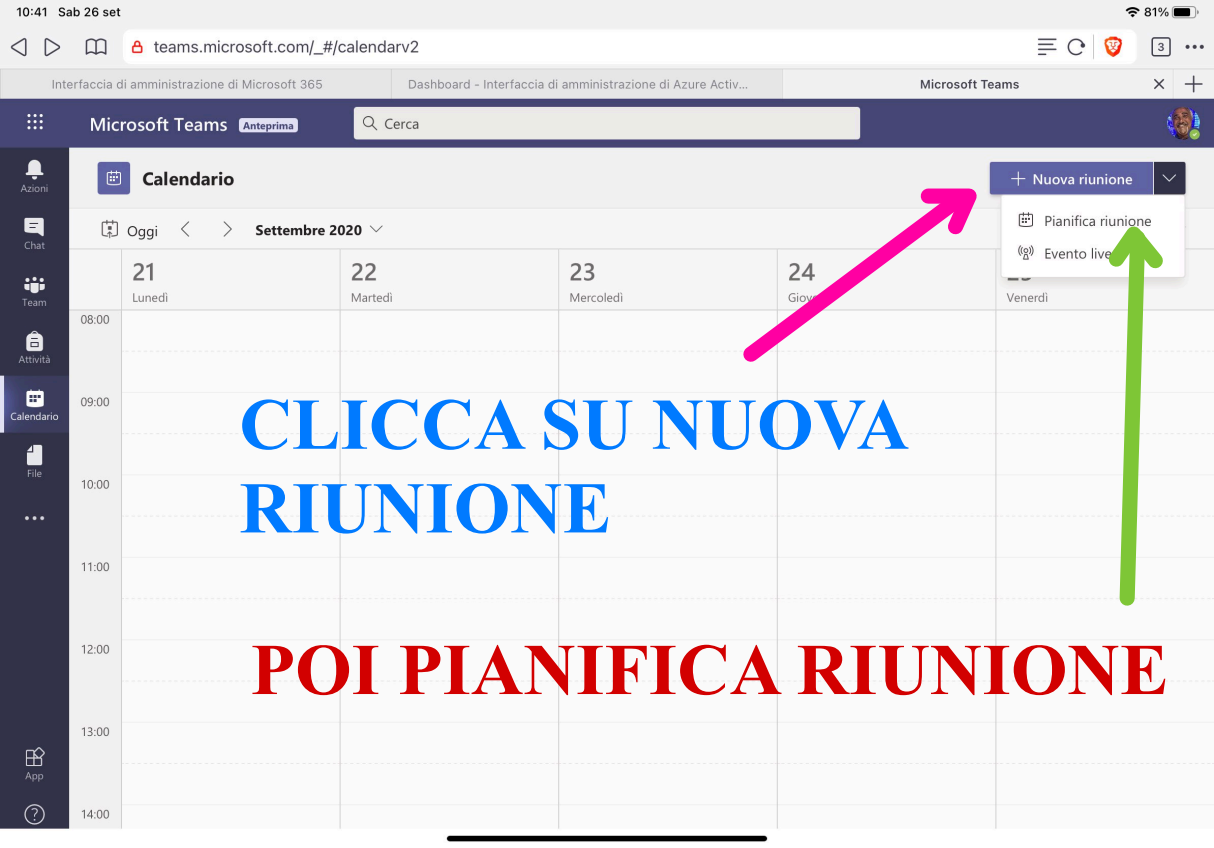 10:41 Sab 26 set
81%
teams.microsoft.com/_#/calendarv2
3
Interfaccia di amministrazione di Microsoft 365
Dashboard - Interfaccia di amministrazione di Azure Activ...
Microsoft Teams
Microsoft Teams Anteprima
Cerca
Azioni
Chat
Team
Attività
Calendario
File
App
Calendario
Nuova riunione
Pianifica riunione
Evento live
Oggi
Settembre 2020
21
Lunedì
22
Martedì
23
Mercoledì
24
Venerdì
08:00
09:00
10:00
11:00
12:00
13:00
14:00
CLICCA SU NUOVA
RIUNIONE
POI PIANIFICA RIUNIONE